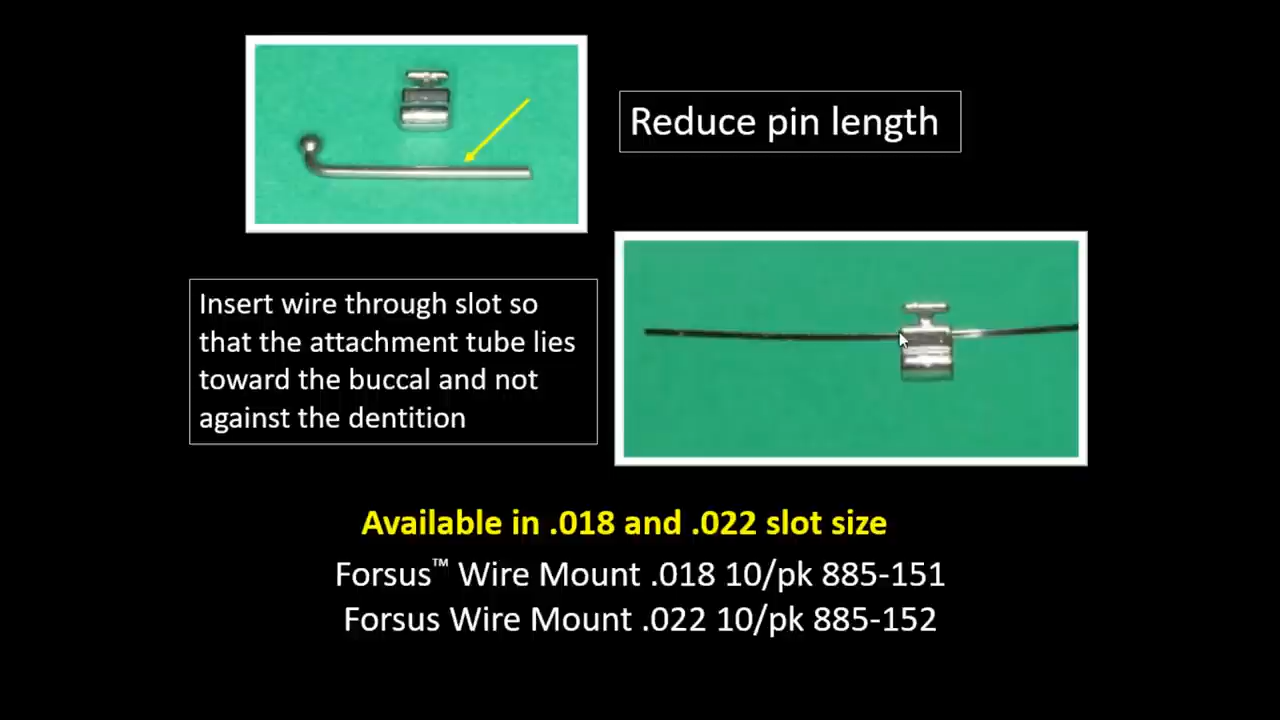 Reduce pin length
Insert wire through slot so
that the attachment tube lies
toward the buccal and not
against the dentition
Available in .018 and .022 slot size
Forsus™ Wire Mount .018 10/pk 885-151
Forsus Wire Mount .022 10/pk 885-152